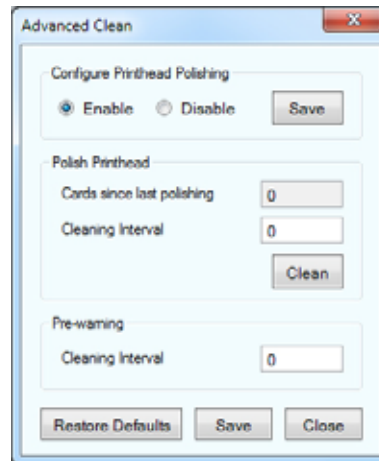 Advanced Clean
Configure Printhead Polishing
Enable Disable Save
Polish Printhead
Cards since last polishing 0
Cleaning Interval 0
Clean
Pre-warning
Cleaning Interval 0
Restore Defaults Save Close